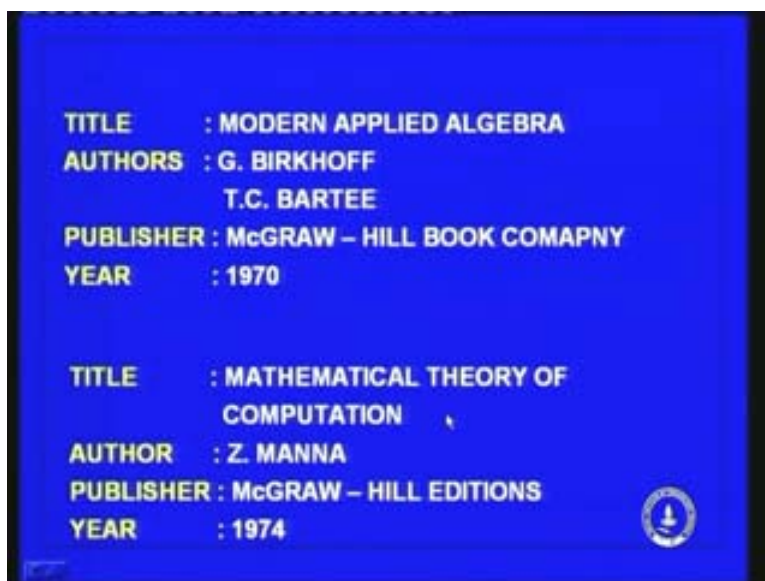 TITLE : MODERN APPLIED ALGEBRA
AUTHORS : G. BIRKHOFF
T.C. BARTEE
PUBLISHER : McGRAW – HILL BOOK COMAPNY
YEAR : 1970
TITLE : MATHEMATICAL THEORY OF
COMPUTATION
AUTHOR : Z. MANNA
PUBLISHER : McGRAW – HILL EDITIONS
YEAR : 1974